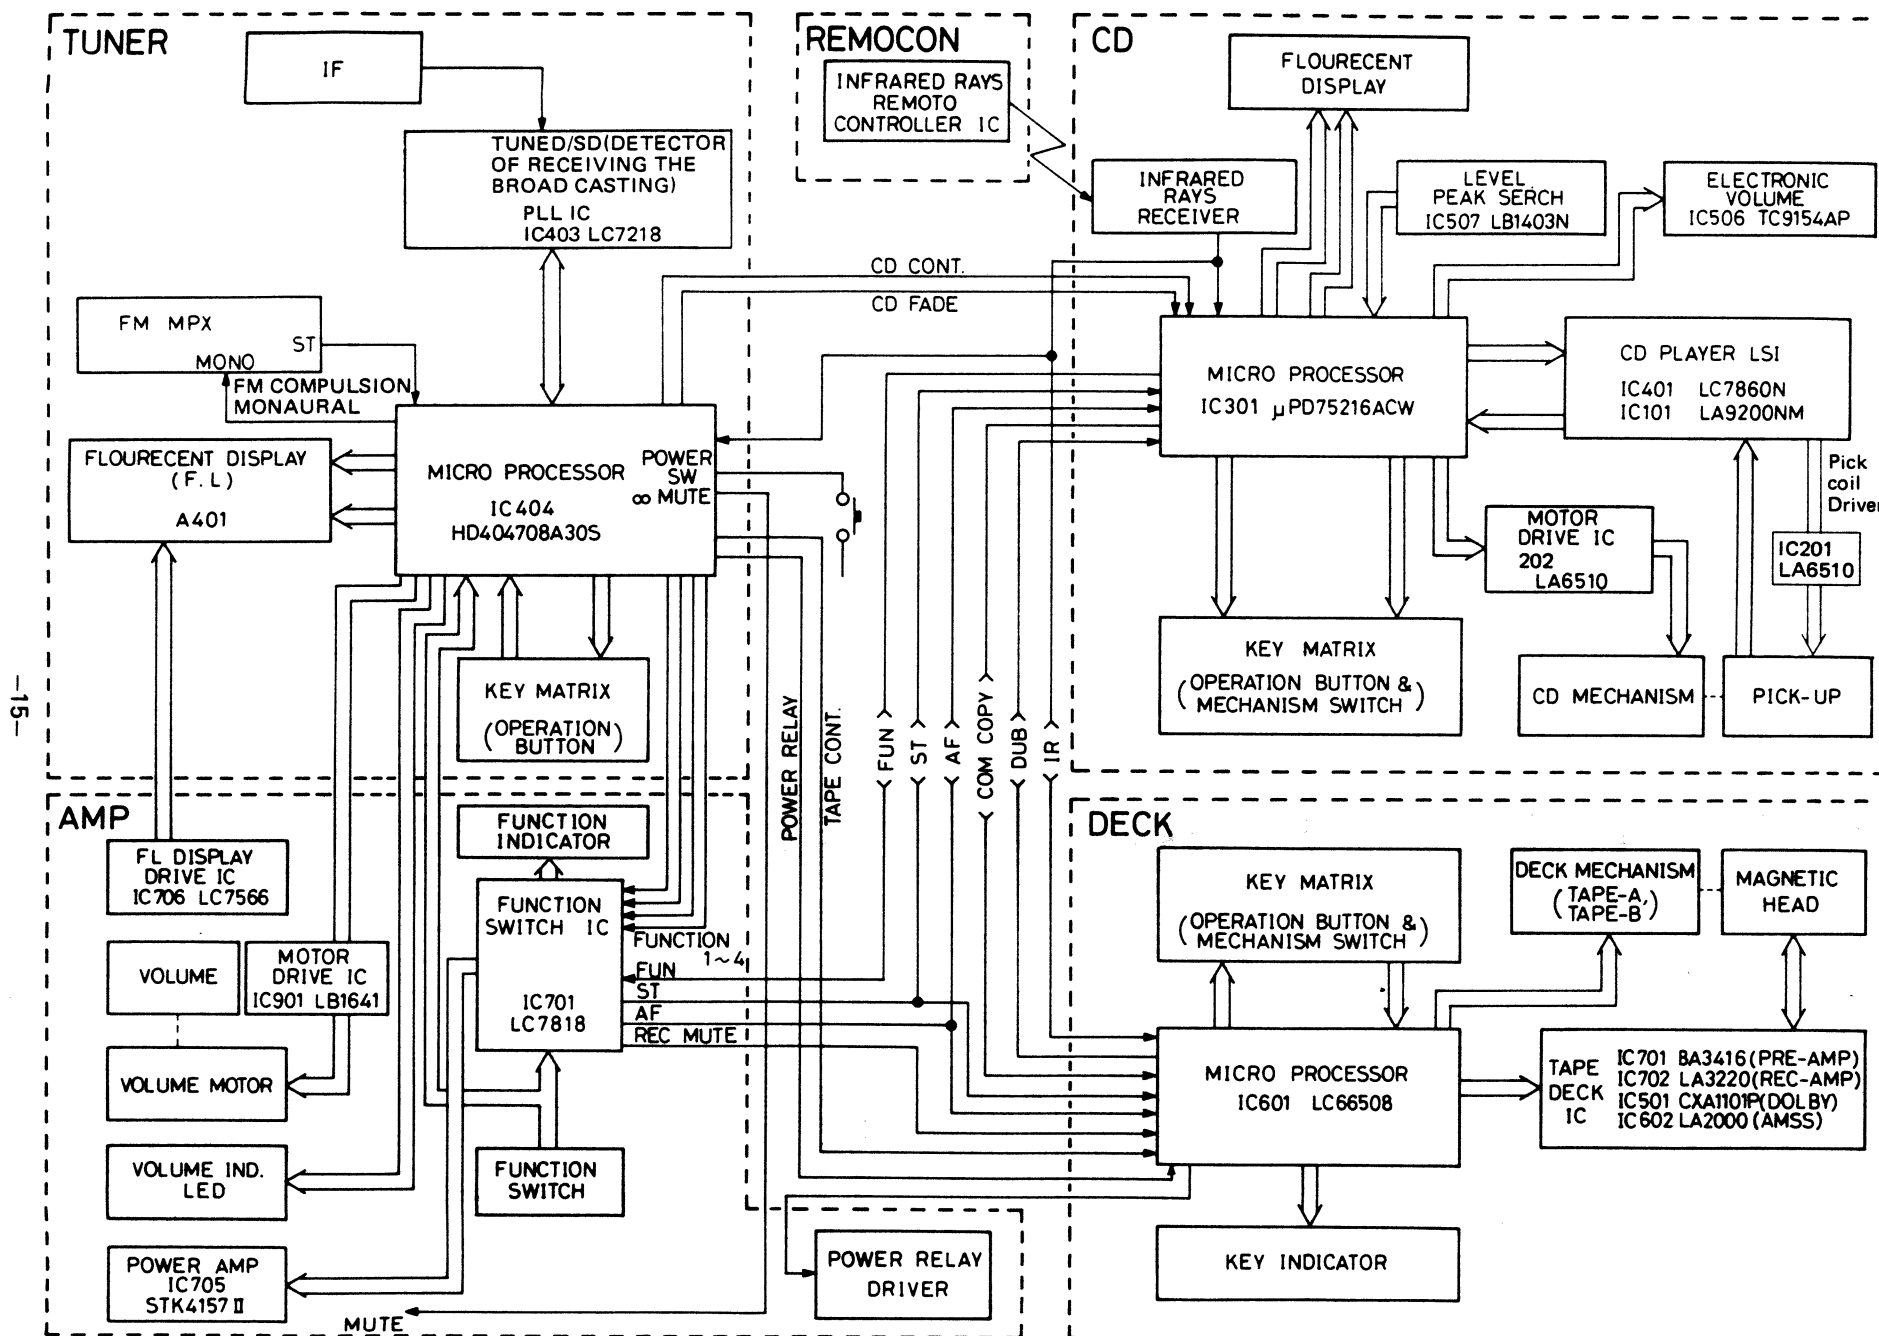 TUNER
IF
TUNED/SD(DETECTOR
OF RECEIVING THE
BROAD CASTING)
PLL IC
IC403 LC7218
FM MPX
ST
MONO
FM COMPULSION
MONAURAL
FLOURECENT DISPLAY
(F.L)
A401
MICRO PROCESSOR
IC404
HD404708A30S
POWER
SW
∞ MUTE
KEY MATRIX
(OPERATION
BUTTON)
REMOCON
INFRARED RAYS
REMOTO
CONTROLLER IC
CD CONT.
CD FADE
CD
FLOURECENT
DISPLAY
INFRARED
RAYS
RECEIVER
LEVEL
PEAK SERCH
IC507 LB1403N
ELECTRONIC
VOLUME
IC506 TC9154AP
MICRO PROCESSOR
IC301 μPD75216ACW
CD PLAYER LSI
IC401 LC7860N
IC101 LA9200NM
Pick
coil
Driver
IC201
LA6510
MOTOR
DRIVE IC
202
LA6510
KEY MATRIX
(OPERATION BUTTON &
MECHANISM SWITCH)
CD MECHANISM
PICK-UP
POWER RELAY
TAPE CONT.
FUN
ST
AF
COM COPY
DUB
IR
AMP
FL DISPLAY
DRIVE IC
IC706 LC7566
VOLUME
MOTOR
DRIVE IC
IC901 LB1641
VOLUME MOTOR
VOLUME IND.
LED
POWER AMP
IC705
STK4157 II
FUNCTION
INDICATOR
FUNCTION
SWITCH IC
IC701
LC7818
FUNCTION
1~4
FUN
ST
AF
REC MUTE
FUNCTION
SWITCH
MUTE
POWER RELAY
DRIVER
DECK
KEY MATRIX
(OPERATION BUTTON &
MECHANISM SWITCH)
DECK MECHANISM
(TAPE-A,
TAPE-B)
MAGNETIC
HEAD
MICRO PROCESSOR
IC601 LC66508
TAPE
DECK
IC
IC701 BA3416(PRE-AMP)
IC702 LA3220(REC-AMP)
IC501 CXA1101P(DOLBY)
IC602 LA2000(AMSS)
KEY INDICATOR
-15-